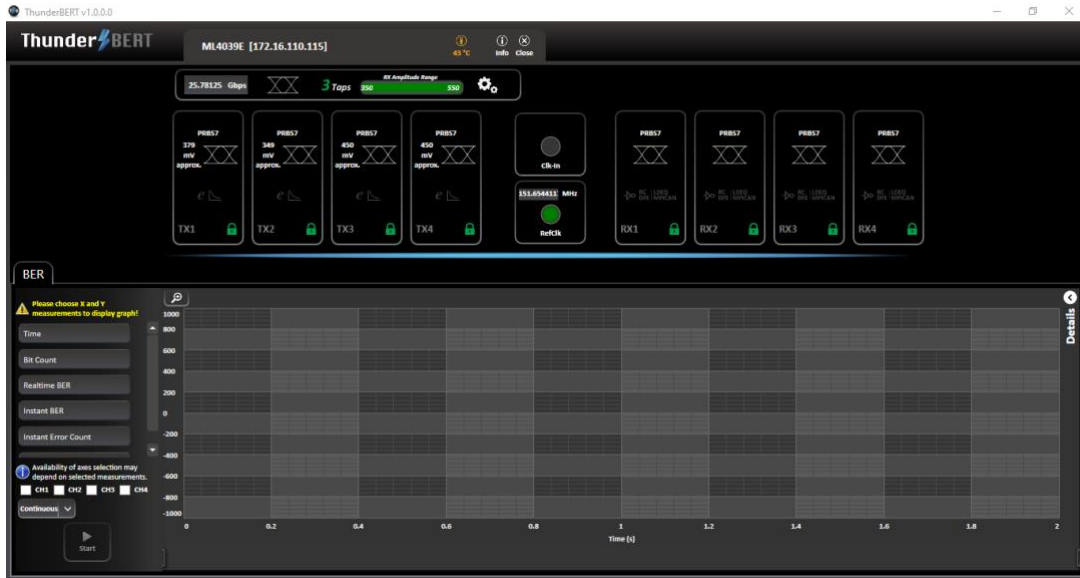 ThunderBERT v1.0.0.0
Thunder BERT
ML4039E [172.16.110.115]
43 °C
Info
Close
25.78125 Gbps
3 Taps
RX Amplitude Range
350
550
PRBS7
379
mV
approx.
TX1
PRBS7
349
mV
approx.
TX2
PRBS7
450
mV
approx.
TX3
PRBS7
450
mV
approx.
TX4
Clk-In
151.654411 MHz
RefClk
PRBS7
RX1
PRBS7
RX2
PRBS7
RX3
PRBS7
RX4
BER
Please choose X and Y
measurements to display graph!
Time
Bit Count
Realtime BER
Instant BER
Instant Error Count
Availability of axes selection may
depend on selected measurements.
CH1 CH2 CH3 CH4
Continuous
Start
1000
800
600
400
200
0
-200
-400
-600
-800
-1000
0 0.2 0.4 0.6 0.8 1 1.2 1.4 1.6 1.8 2
Time (s)
Details